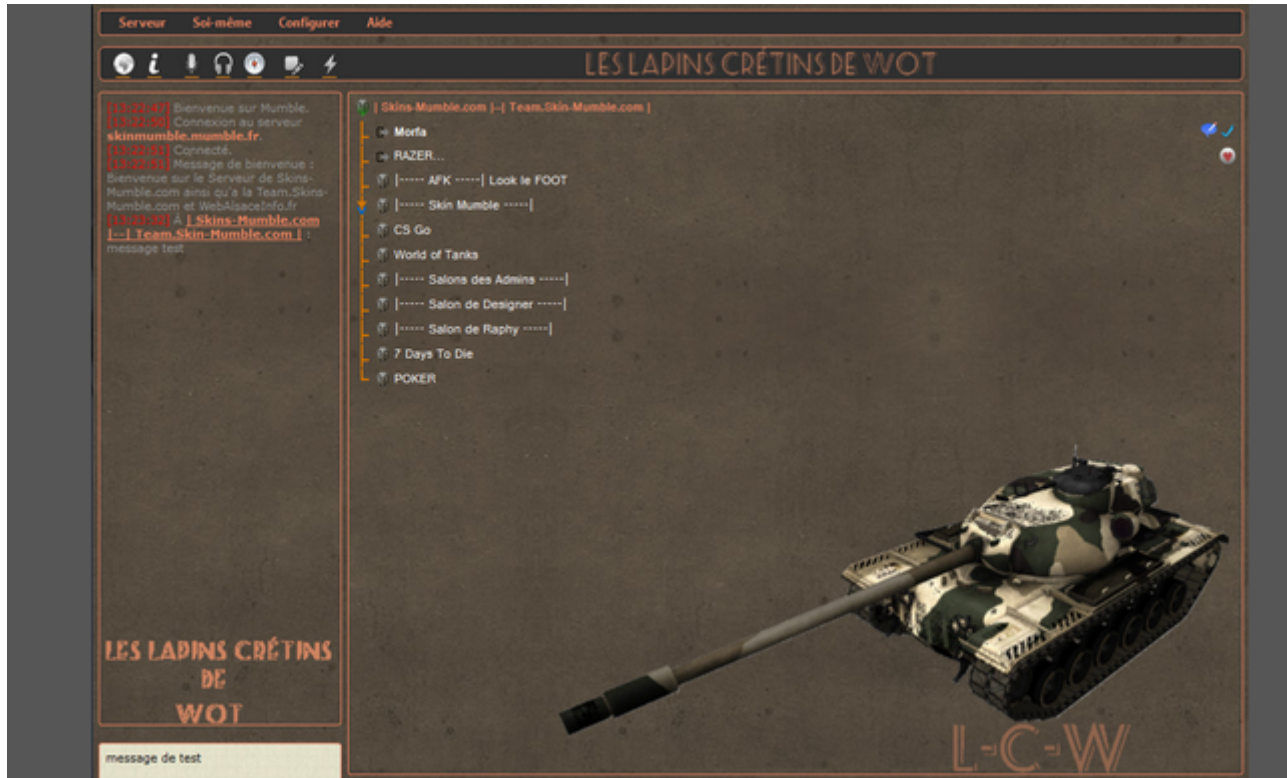 Serveur Soi-même Configurer Aide
LES LAPINS CRÉTINS DE WOT
Bienvenue sur Mumble.
Connexion au serveur
skinmumble.mumble.fr.
Connecté.
Message de bienvenue :
Bienvenue sur le Serveur de Skins-
Mumble.com ainsi qu'a la Team.Skins-
Mumble.com et WebAlsaceInfo.fr
À | Skins-Mumble.com
|--| Team.Skin-Mumble.com | :
message test
LES LAPINS CRÉTINS
DE
WOT
message de test
| Skins-Mumble.com |--| Team.Skin-Mumble.com |
Morfa
RAZER...
|----- AFK -----| Look le FOOT
|----- Skin Mumble -----|
CS Go
World of Tanks
|----- Salons des Admins -----|
|----- Salon de Designer -----|
|----- Salon de Raphy -----|
7 Days To Die
POKER
L-C-W